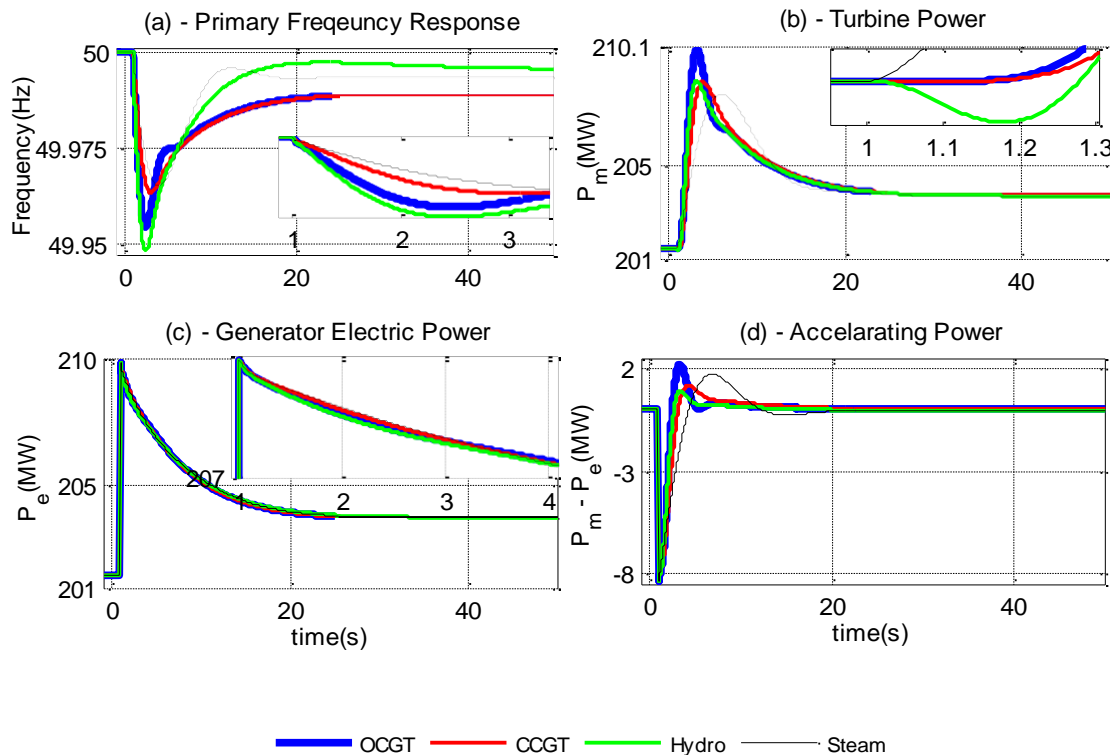 (a) - Primary Freqeuncy Response
50
49.975
49.95
Frequency(Hz)
1 2 3
0 20 40
(b) - Turbine Power
210.1
205
201
P_m(MW)
1 1.1 1.2 1.3
0 20 40
(c) - Generator Electric Power
210
205
201
P_e(MW)
207
1 2 3 4
0 20 40
time(s)
(d) - Accelarating Power
2
-3
-8
P_m - P_e(MW)
0 20 40
time(s)
OCGT CCGT Hydro Steam